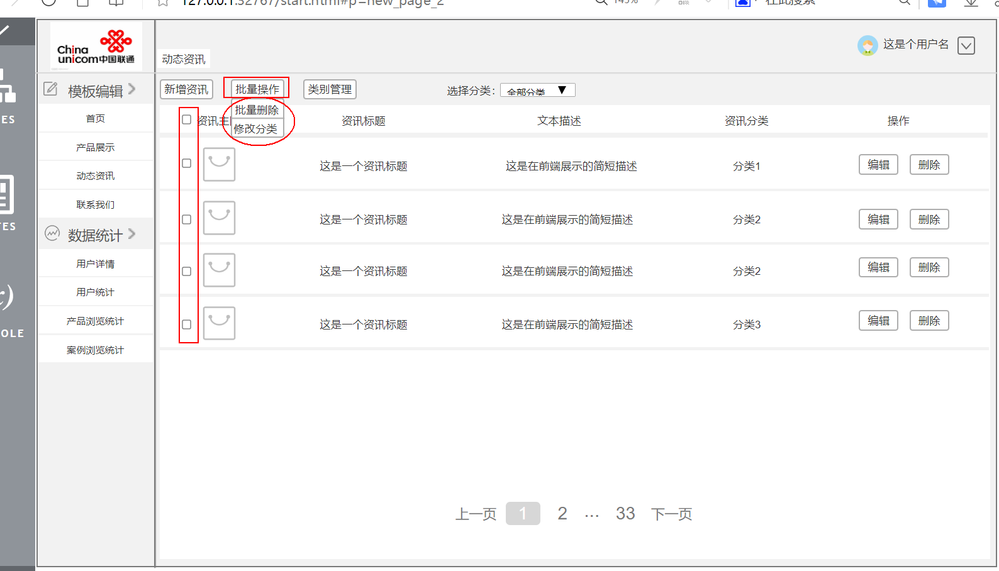 127.0.0.1:32767/start.html#p=new_page_2
145%
在此搜索
China
unicom中国联通
动态资讯
这是个用户名
模板编辑
新增资讯
批量操作
类别管理
选择分类：
全部分类
批量删除
修改分类
首页
产品展示
动态资讯
联系我们
数据统计
用户详情
用户统计
产品浏览统计
案例浏览统计
资讯主
资讯标题
文本描述
资讯分类
操作
这是一个资讯标题
这是在前端展示的简短描述
分类1
编辑
删除
这是一个资讯标题
这是在前端展示的简短描述
分类2
编辑
删除
这是一个资讯标题
这是在前端展示的简短描述
分类2
编辑
删除
这是一个资讯标题
这是在前端展示的简短描述
分类3
编辑
删除
上一页
1
2
...
33
下一页
ES
TES
OLE